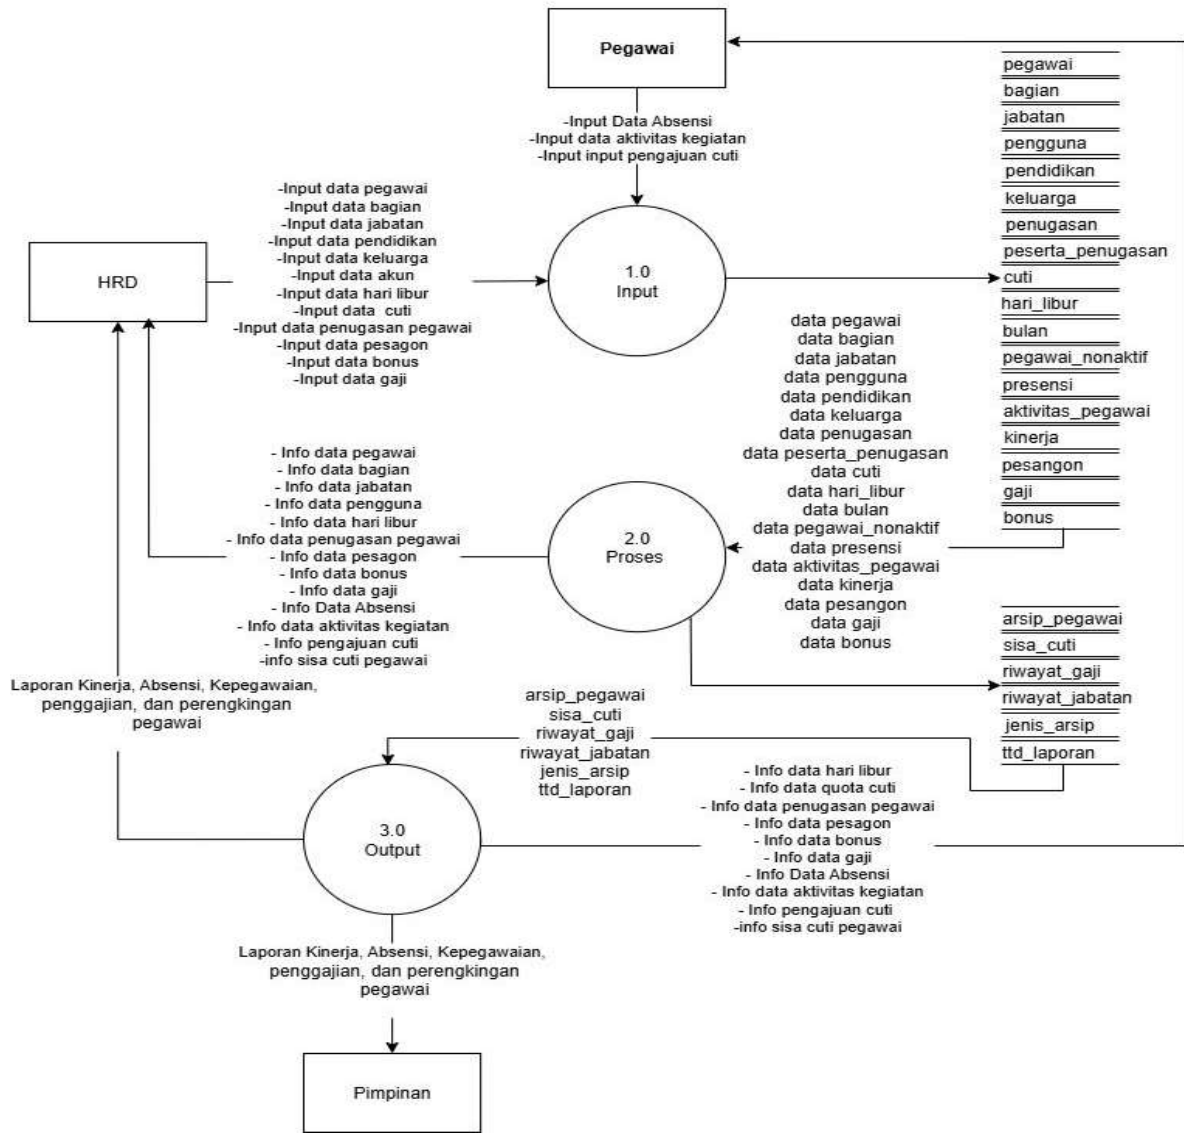 Pegawai
-Input Data Absensi
-Input data aktivitas kegiatan
-Input input pengajuan cuti
HRD
-Input data pegawai
-Input data bagian
-Input data jabatan
-Input data pendidikan
-Input data keluarga
-Input data akun
-Input data hari libur
-Input data cuti
-Input data penugasan pegawai
-Input data pesagon
-Input data bonus
-Input data gaji
1.0
Input
pegawai
bagian
jabatan
pengguna
pendidikan
keluarga
penugasan
peserta_penugasan
cuti
hari_libur
bulan
pegawai_nonaktif
presensi
aktivitas_pegawai
kinerja
pesangon
gaji
bonus
data pegawai
data bagian
data jabatan
data pengguna
data pendidikan
data keluarga
data penugasan
data peserta_penugasan
data cuti
data hari_libur
data bulan
data pegawai_nonaktif
data presensi
data aktivitas_pegawai
data kinerja
data pesangon
data gaji
data bonus
2.0
Proses
- Info data pegawai
- Info data bagian
- Info data jabatan
- Info data pengguna
- Info data hari libur
- Info data penugasan pegawai
- Info data pesagon
- Info data bonus
- Info data gaji
- Info Data Absensi
- Info data aktivitas kegiatan
- Info pengajuan cuti
-info sisa cuti pegawai
arsip_pegawai
sisa_cuti
riwayat_gaji
riwayat_jabatan
jenis_arsip
ttd_laporan
arsip_pegawai
sisa_cuti
riwayat_gaji
riwayat_jabatan
jenis_arsip
ttd_laporan
Laporan Kinerja, Absensi, Kepegawaian,
penggajian, dan perengkingan
pegawai
3.0
Output
- Info data hari libur
- Info data quota cuti
- Info data penugasan pegawai
- Info data pesagon
- Info data bonus
- Info data gaji
- Info Data Absensi
- Info data aktivitas kegiatan
- Info pengajuan cuti
-info sisa cuti pegawai
Laporan Kinerja, Absensi, Kepegawaian,
penggajian, dan perengkingan
pegawai
Pimpinan